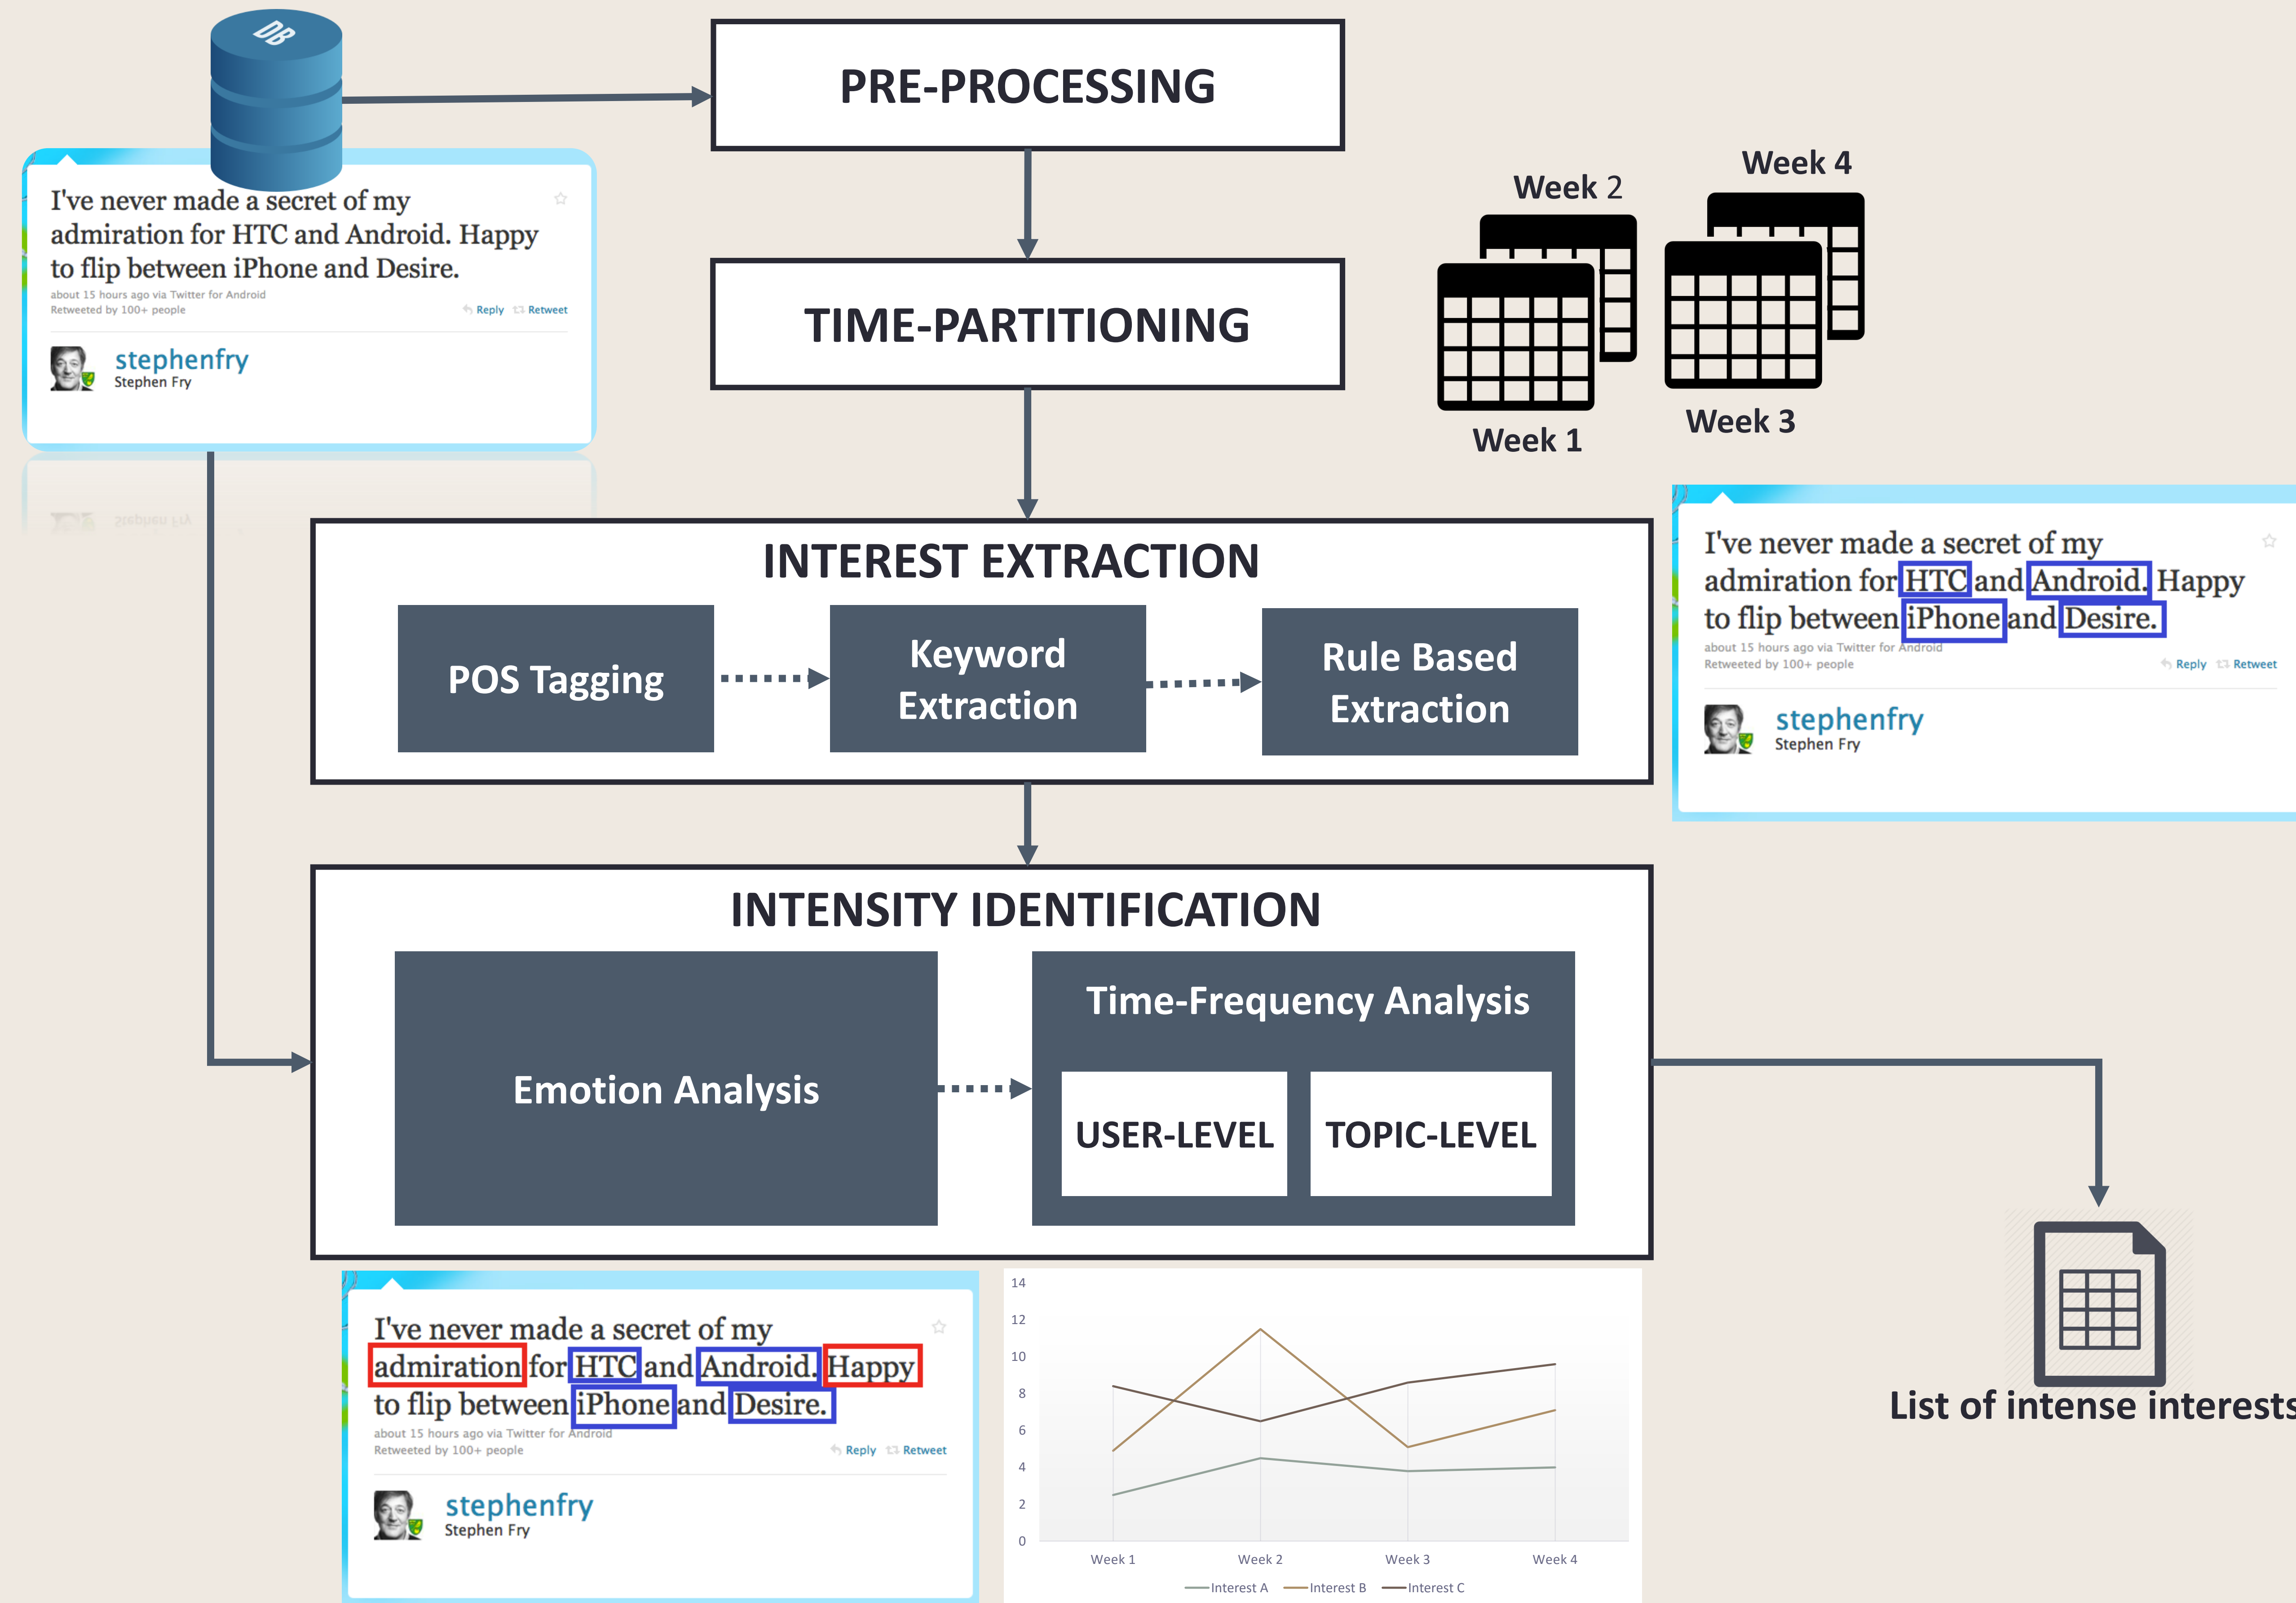 DB
PRE-PROCESSING
I've never made a secret of my
admiration for HTC and Android. Happy
to flip between iPhone and Desire.
about 15 hours ago via Twitter for Android
Retweeted by 100+ people
Reply Retweet
stephenfry
Stephen Fry
Stephen Fry
TIME-PARTITIONING
Week 2
Week 4
Week 1
Week 3
INTEREST EXTRACTION
POS Tagging
Keyword
Extraction
Rule Based
Extraction
I've never made a secret of my
admiration for HTC and Android. Happy
to flip between iPhone and Desire.
about 15 hours ago via Twitter for Android
Retweeted by 100+ people
Reply Retweet
stephenfry
Stephen Fry
INTENSITY IDENTIFICATION
Emotion Analysis
Time-Frequency Analysis
USER-LEVEL
TOPIC-LEVEL
I've never made a secret of my
admiration for HTC and Android. Happy
to flip between iPhone and Desire.
about 15 hours ago via Twitter for Android
Retweeted by 100+ people
Reply Retweet
stephenfry
Stephen Fry
14
12
10
8
6
4
2
0
Week 1 Week 2 Week 3 Week 4
Interest A Interest B Interest C
List of intense interests